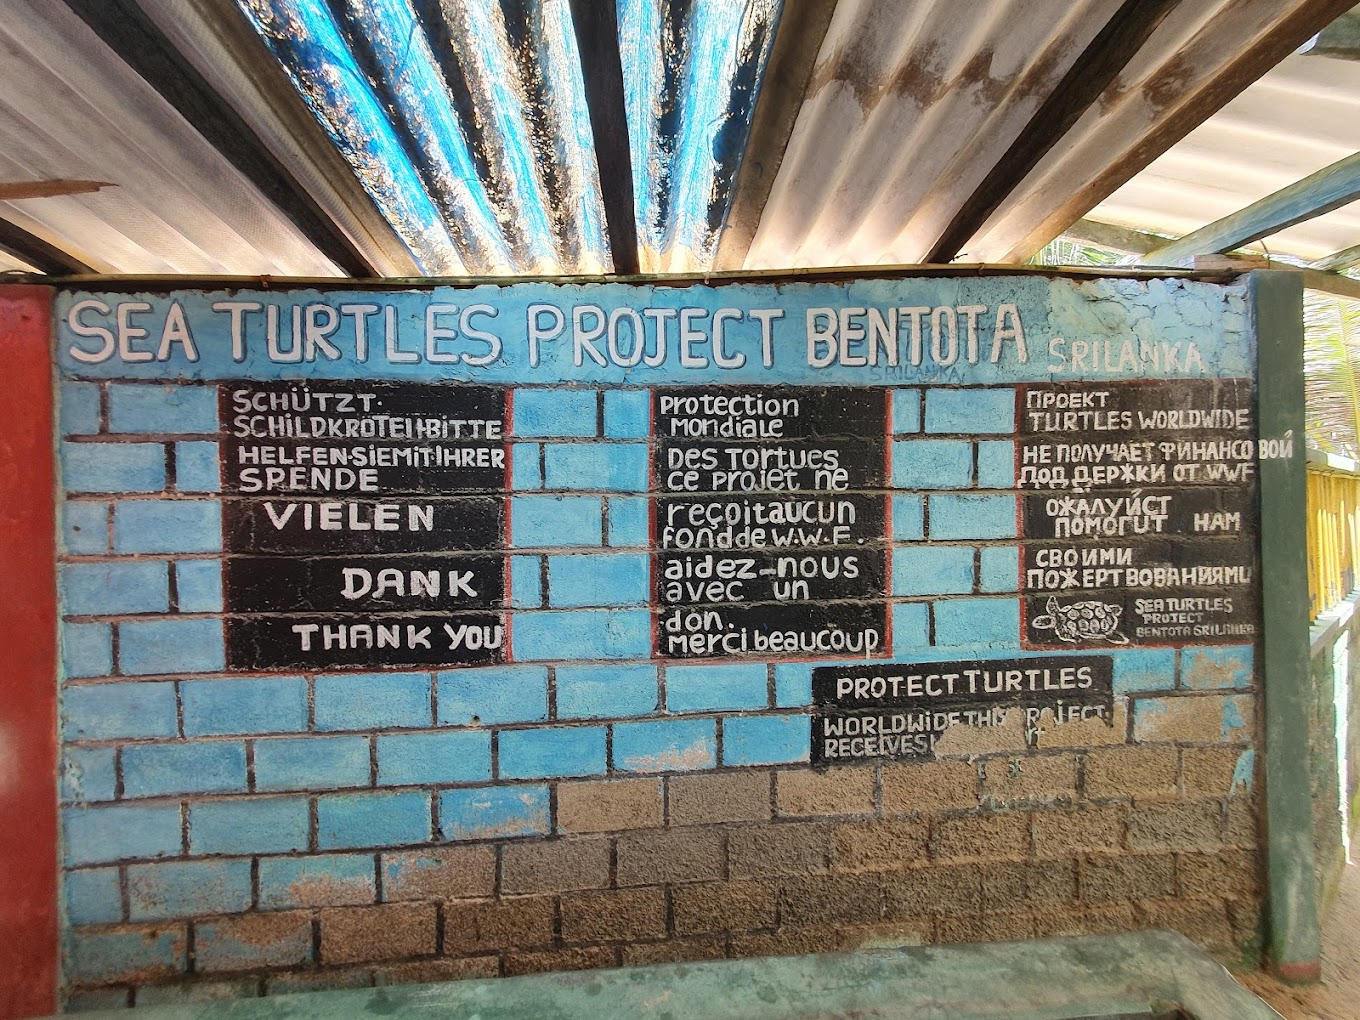 SEA TURTLES PROJECT BENTOTA SRILANKA
SRILANKA
SCHÜTZT.
SCHILDKRÖTEN-BITTE
HELFEN-SIE MIT IHRER
SPENDE
VIELEN
DANK
THANK YOU
Protection
Mondiale
Des Tortues
ce projet ne
reçoit aucun
fond de W.W.F.
aidez-nous
avec un
don.
Merci beaucoup
ПРОЕКТ
TURTLES WORLDWIDE
НЕ ПОЛУЧАЕТ ФИНАНСОВОЙ
ПОД ДЕРЖКИ ОТ WWF
ОЖАЛУЙСТ
ПОМОГUТ НАМ
СВОИМИ
ПОЖЕРТВОВАНИЯМИ
SEA TURTLES
PROJECT
BENTOTA SRILANKA
PROTECT TURTLES
WORLDWIDE THIS PROJECT
RECEIVES